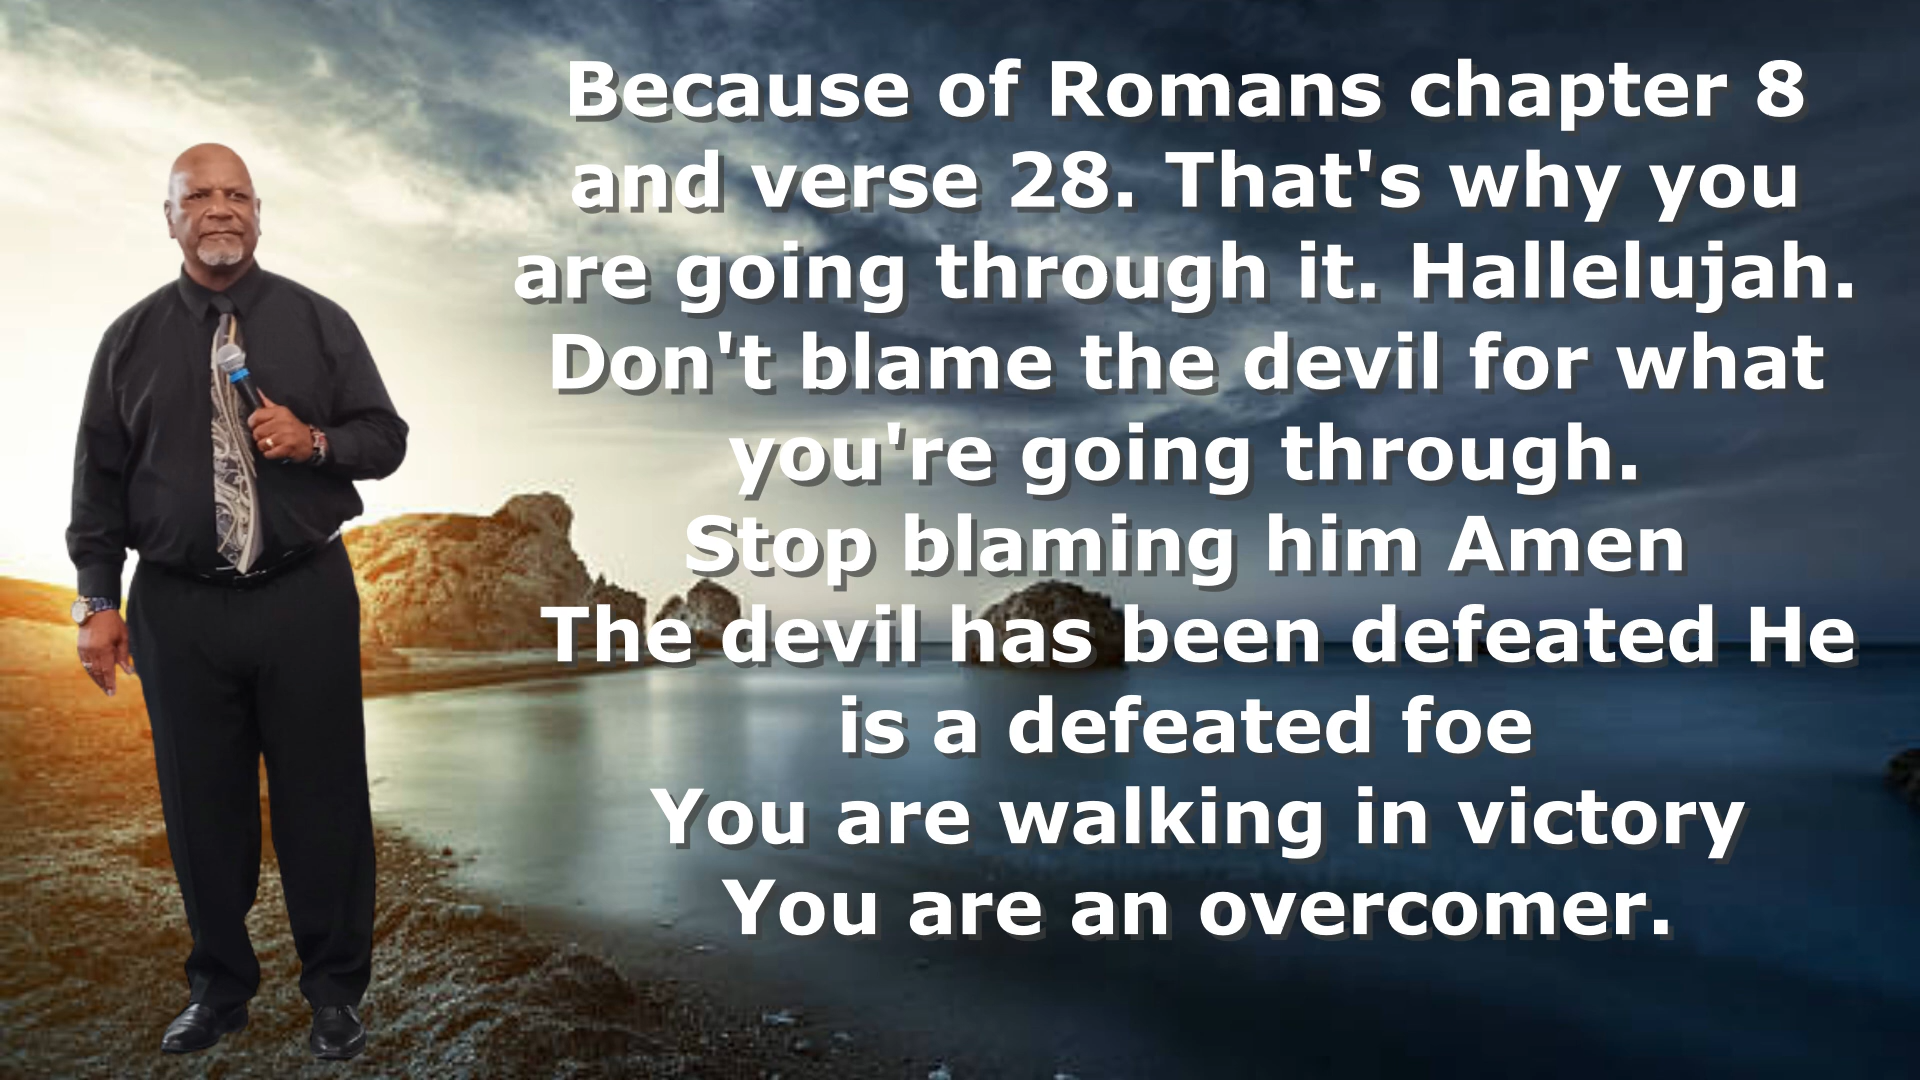 Because of Romans chapter 8
and verse 28. That's why you
are going through it. Hallelujah.
Don't blame the devil for what
you're going through.
Stop blaming him Amen
The devil has been defeated He
is a defeated foe
You are walking in victory
You are an overcomer.